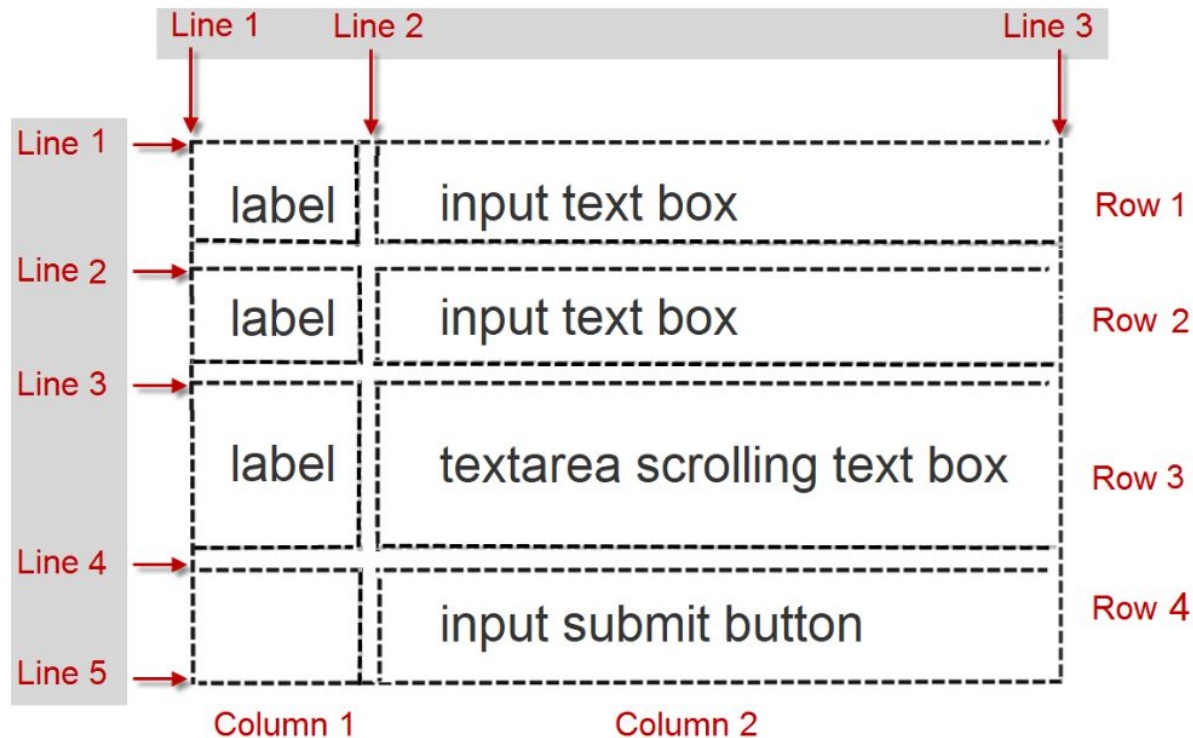 Line 1
Line 2
Line 3
Line 1
label
input text box
Row 1
Line 2
label
input text box
Row 2
Line 3
label
textarea scrolling text box
Row 3
Line 4
input submit button
Row 4
Line 5
Column 1
Column 2